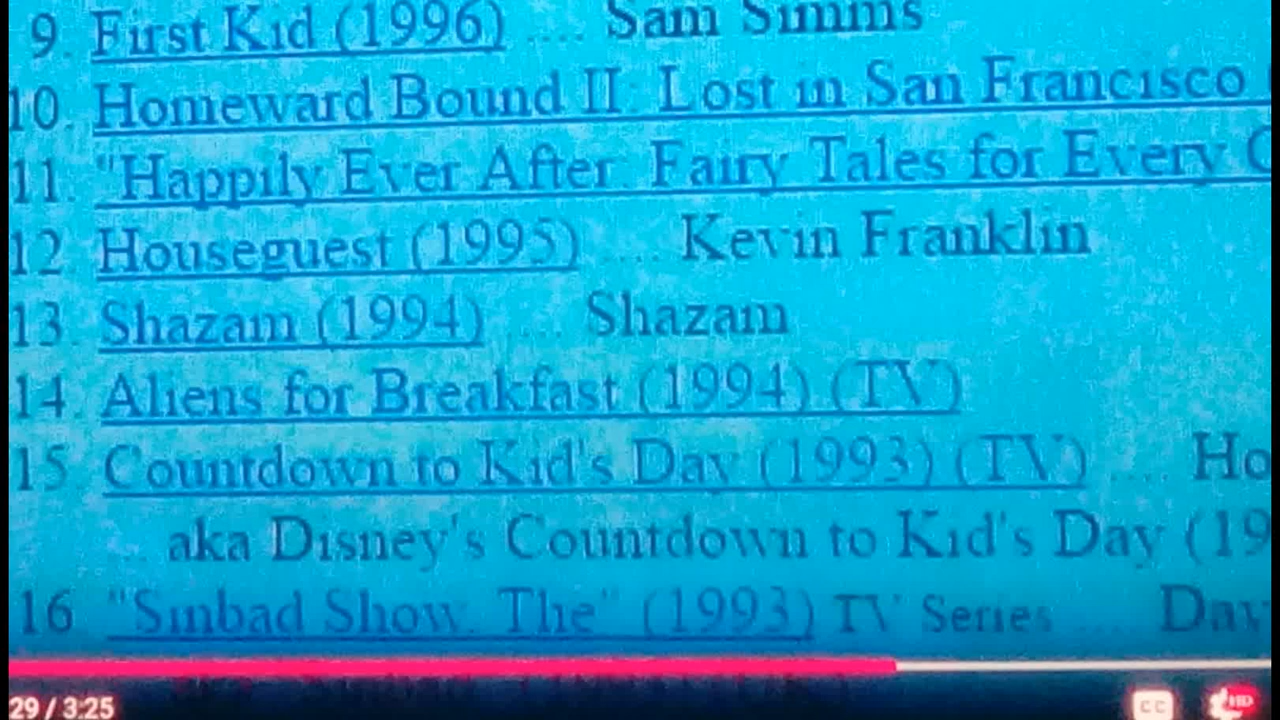 9. First Kid (1996) .... Sam Simms
10. Homeward Bound II: Lost in San Francisco
11. "Happily Ever After: Fairy Tales for Every
12. Houseguest (1995) .... Kevin Franklin
13. Shazam (1994) .... Shazam
14. Aliens for Breakfast (1994) (TV)
15. Countdown to Kid's Day (1993) (TV) .... Ho
... aka Disney's Countdown to Kid's Day (19
16. "Sinbad Show, The" (1993) TV Series .... Dav
29 / 3:25
CC HD